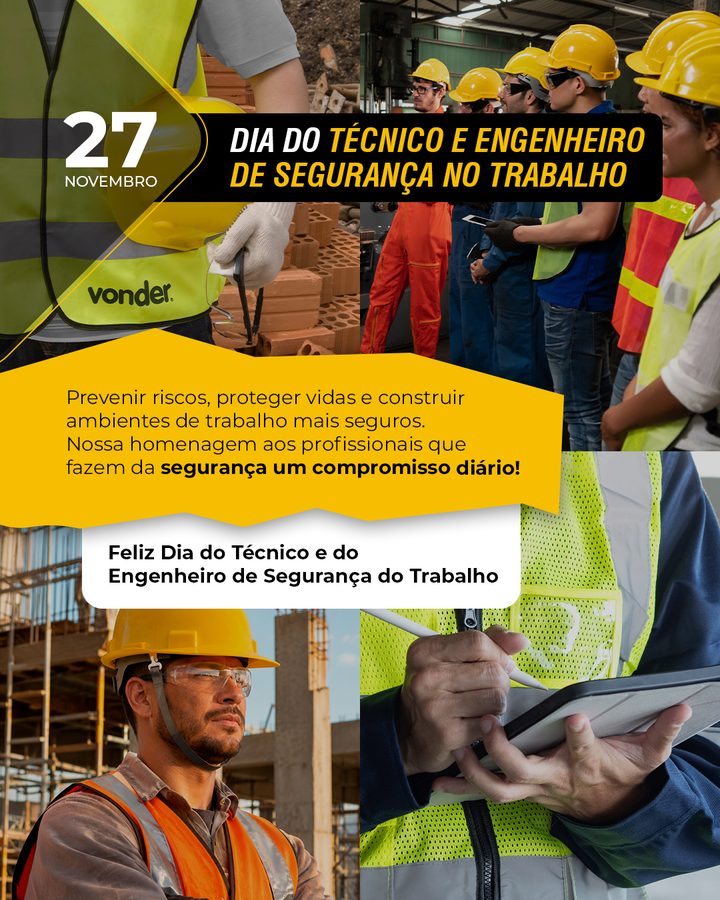 27
NOVEMBRO
DIA DO TÉCNICO E ENGENHEIRO
DE SEGURANÇA NO TRABALHO
vonder
Prevenir riscos, proteger vidas e construir
ambientes de trabalho mais seguros.
Nossa homenagem aos profissionais que
fazem da segurança um compromisso diário!
Feliz Dia do Técnico e do
Engenheiro de Segurança do Trabalho